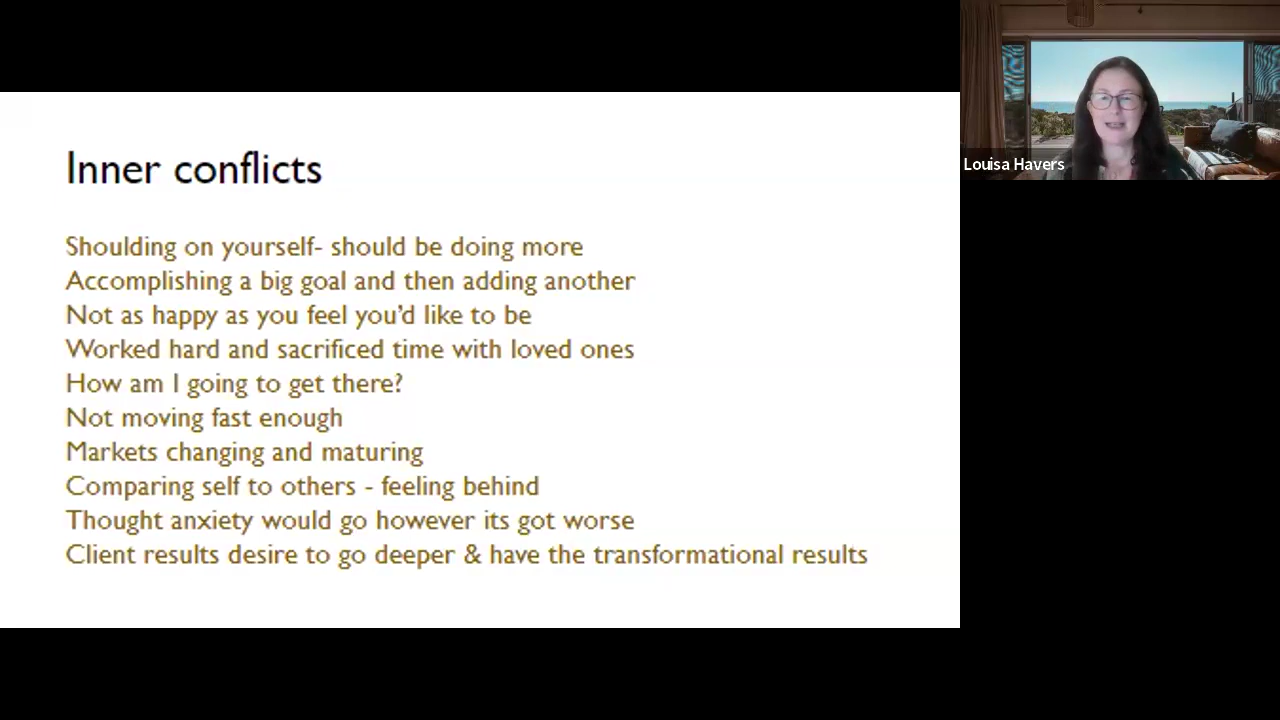 Inner conflicts
Shoulding on yourself- should be doing more
Accomplishing a big goal and then adding another
Not as happy as you feel you’d like to be
Worked hard and sacrificed time with loved ones
How am I going to get there?
Not moving fast enough
Markets changing and maturing
Comparing self to others - feeling behind
Thought anxiety would go however its got worse
Client results desire to go deeper & have the transformational results
Louisa Havers